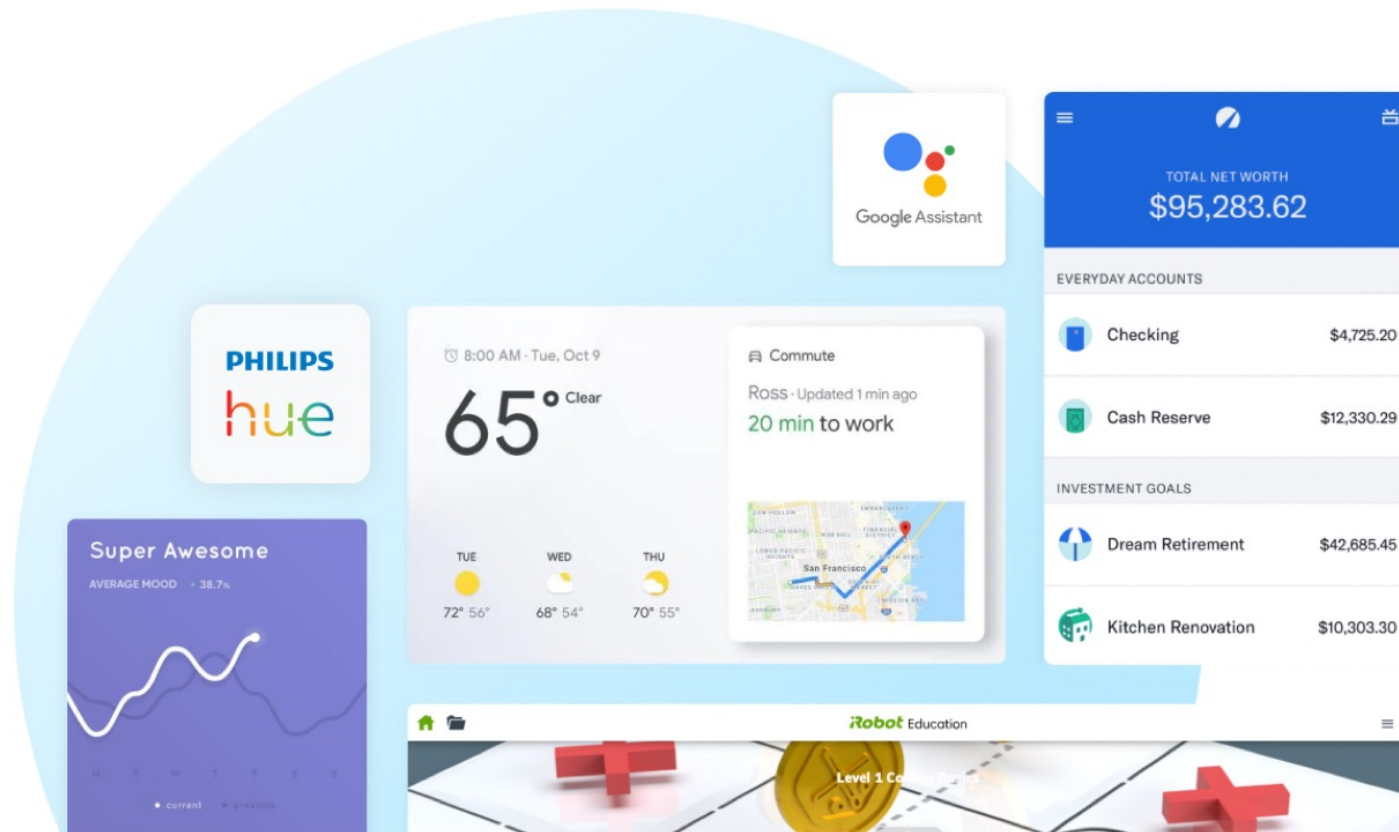 Google Assistant
TOTAL NET WORTH
$95,283.62
EVERYDAY ACCOUNTS
Checking $4,725.20
Cash Reserve $12,330.29
INVESTMENT GOALS
Dream Retirement $42,685.45
Kitchen Renovation $10,303.30
PHILIPS
hue
8:00 AM · Tue, Oct 9
65° Clear
TUE WED THU
72° 56° 68° 54° 70° 55°
Commute
Ross · Updated 1 min ago
20 min to work
San Francisco
Super Awesome
AVERAGE MOOD • 38.7%
M T W T F S S
• current • previous
iRobot Education
Level 1 Coding Basics